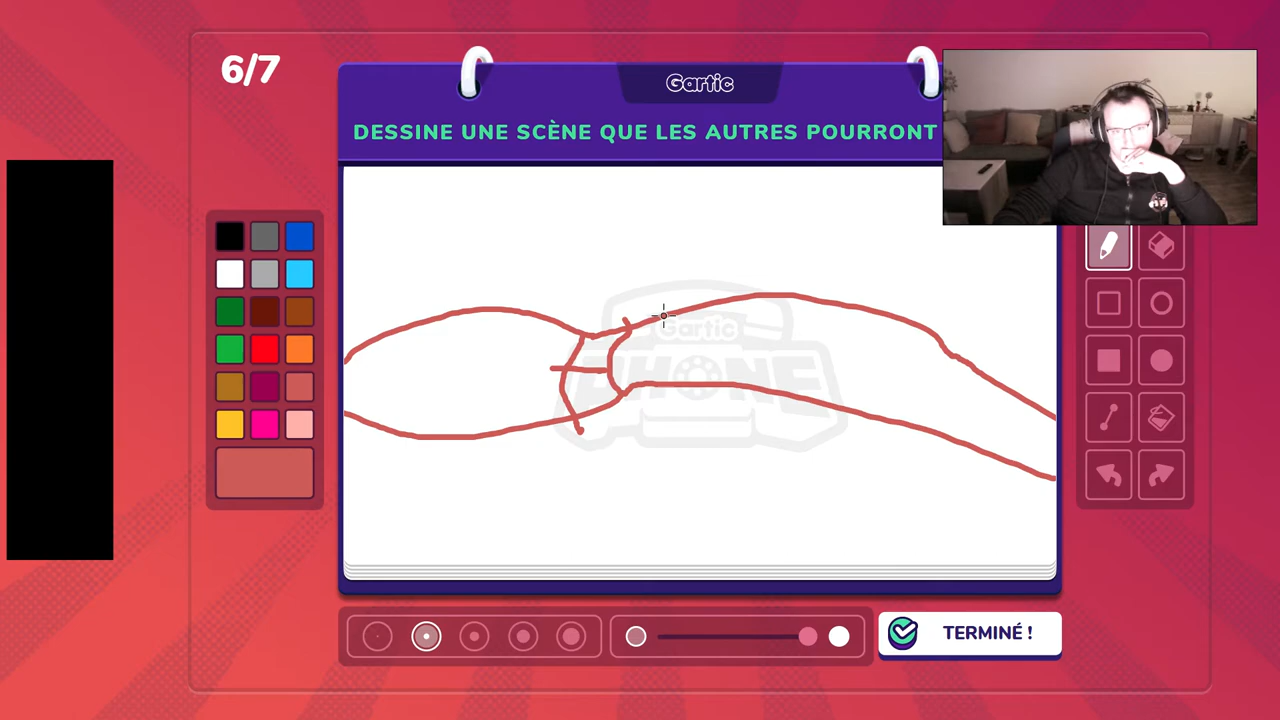 6/7
Gartic
DESSINE UNE SCÈNE QUE LES AUTRES POURRONT
Gartic
PHONE
TERMINÉ !